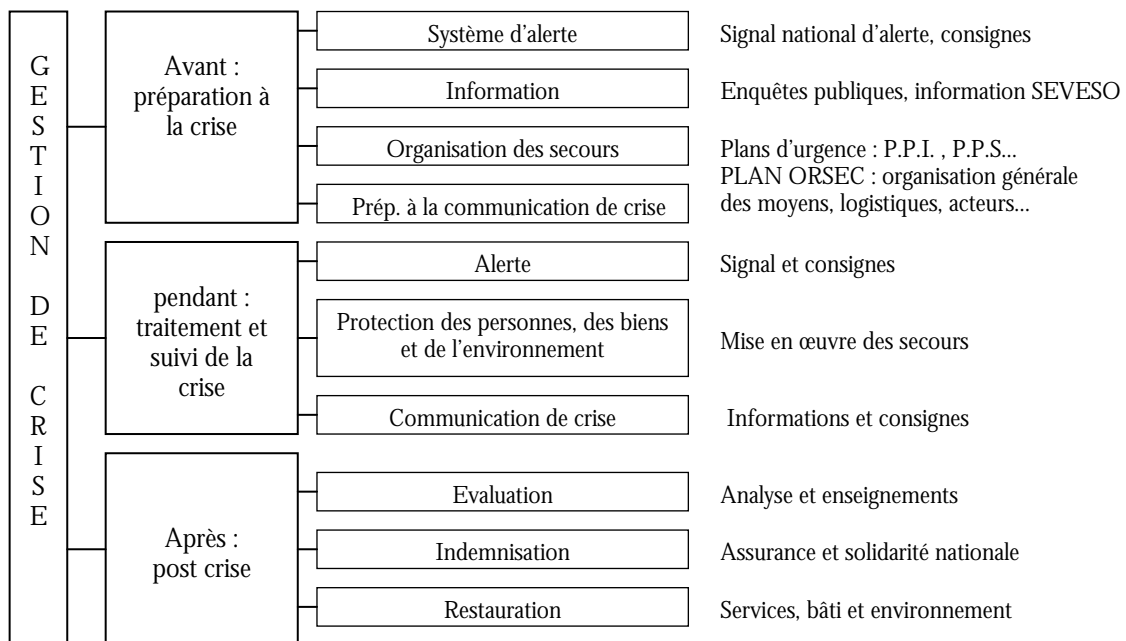 GESTION DE CRISE
Avant :
préparation à
la crise
Système d'alerte
Signal national d'alerte, consignes
Information
Enquêtes publiques, information SEVESO
Organisation des secours
Plans d'urgence : P.P.I. , P.P.S...
Prép. à la communication de crise
PLAN ORSEC : organisation générale
des moyens, logistiques, acteurs...
pendant :
traitement et
suivi de la
crise
Alerte
Signal et consignes
Protection des personnes, des biens
et de l'environnement
Mise en œuvre des secours
Communication de crise
Informations et consignes
Après :
post crise
Evaluation
Analyse et enseignements
Indemnisation
Assurance et solidarité nationale
Restauration
Services, bâti et environnement